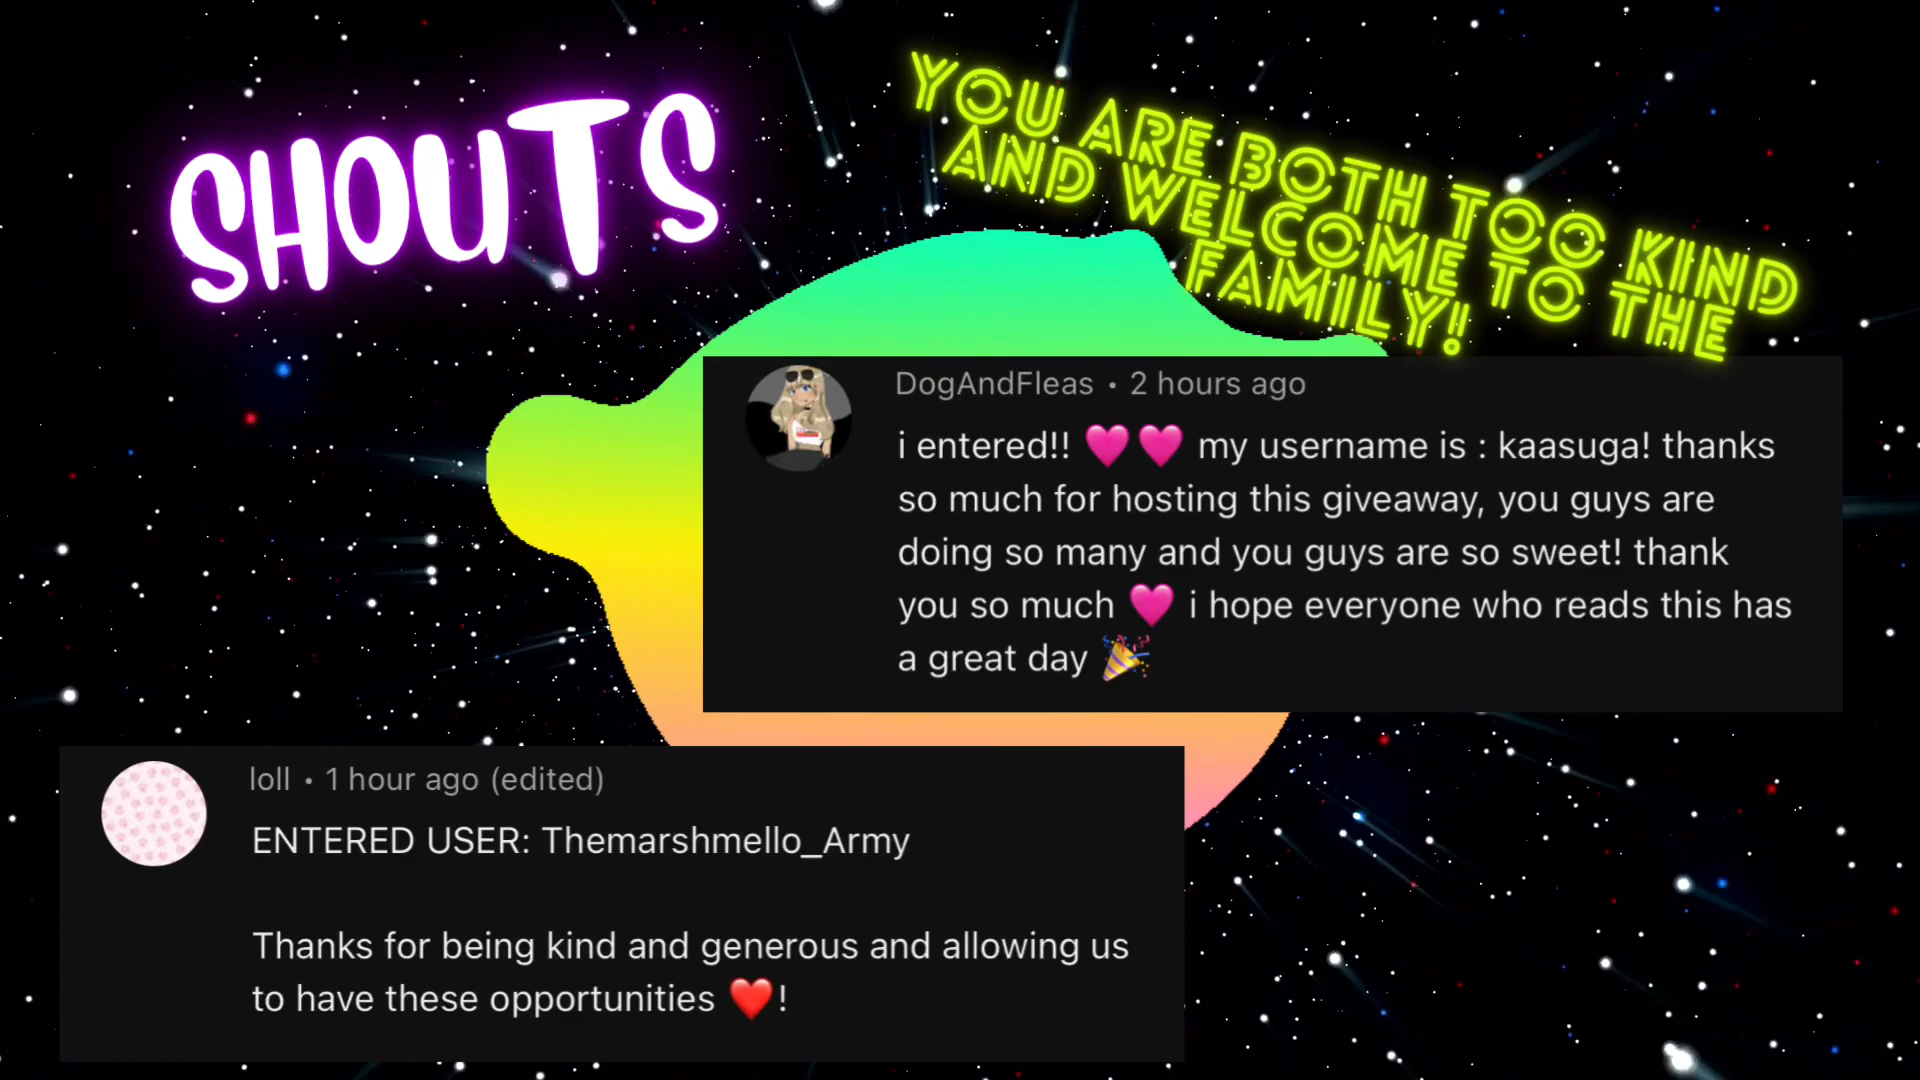 SHOUTS
YOU ARE BOTH TOO KIND
AND WELCOME TO THE
FAMILY!
DogAndFleas • 2 hours ago
i entered!! 💗💗 my username is : kaasuga! thanks
so much for hosting this giveaway, you guys are
doing so many and you guys are so sweet! thank
you so much 💗 i hope everyone who reads this has
a great day 🎉
loll • 1 hour ago (edited)
ENTERED USER: Themarshmello_Army
Thanks for being kind and generous and allowing us
to have these opportunities ❤️!